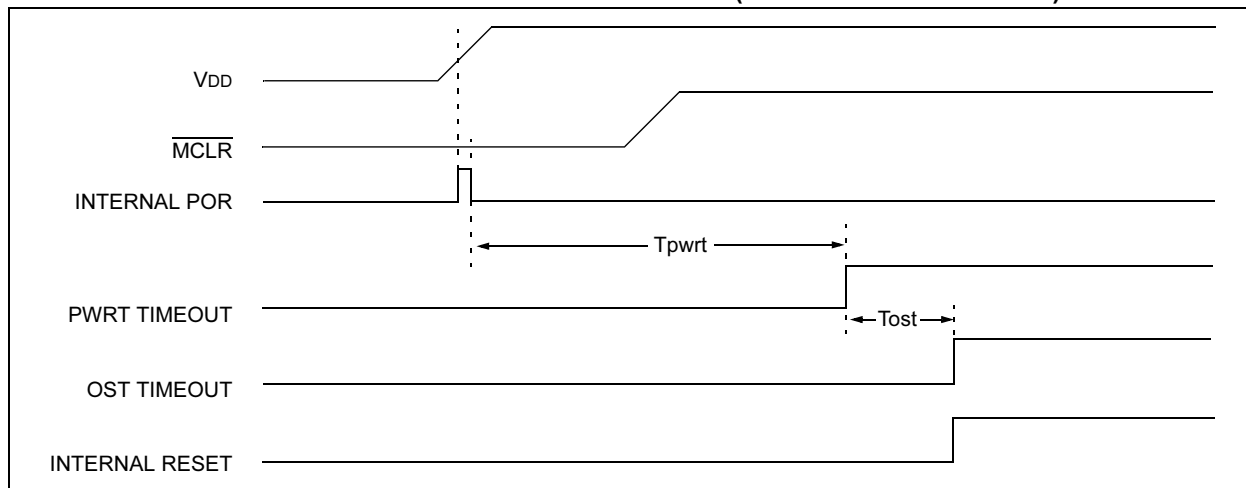 VDD
MCLR
INTERNAL POR
Tpwrt
PWRT TIMEOUT
Tost
OST TIMEOUT
INTERNAL RESET